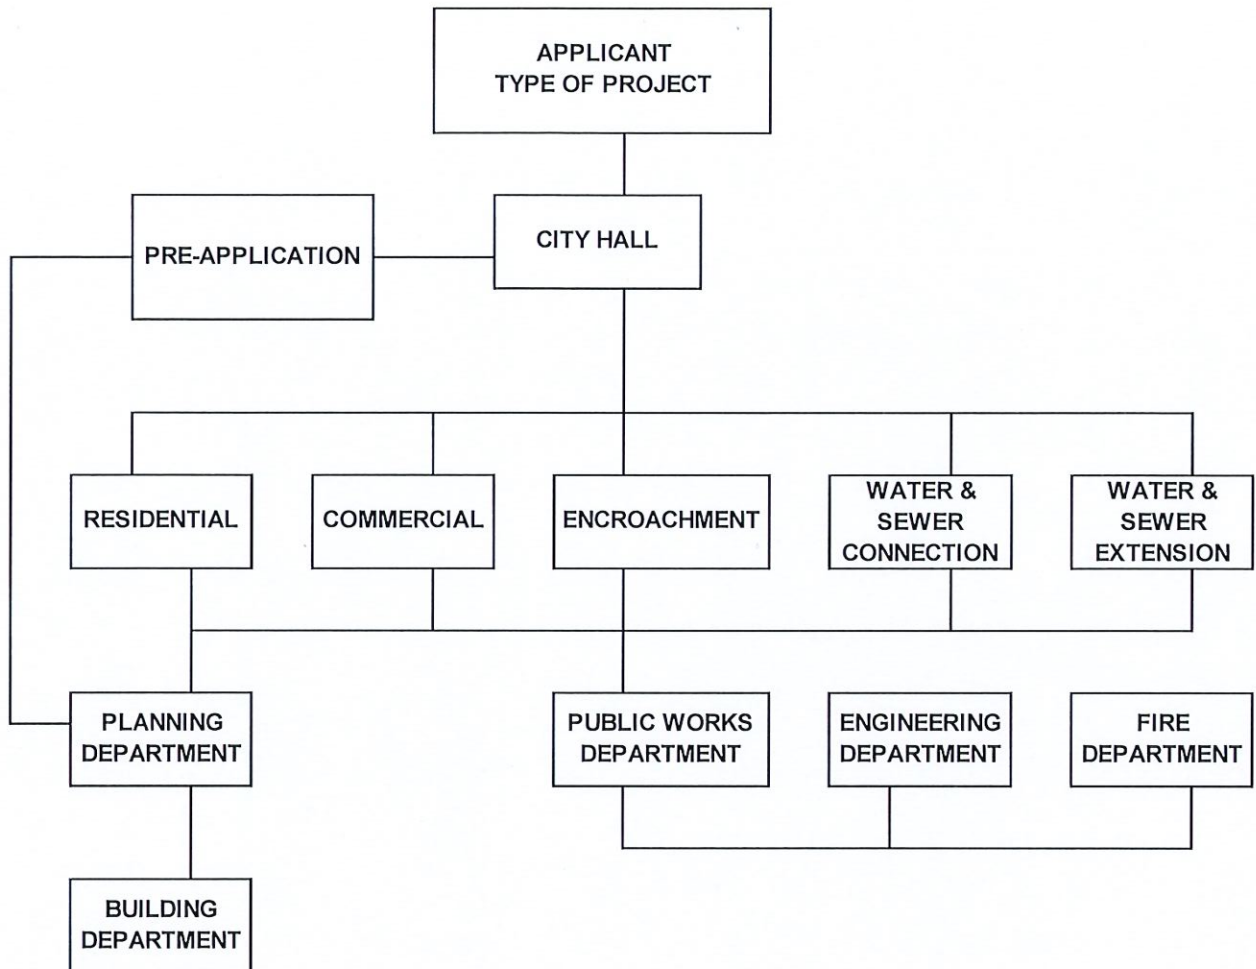 APPLICANT
TYPE OF PROJECT
PRE-APPLICATION
CITY HALL
RESIDENTIAL
COMMERCIAL
ENCROACHMENT
WATER &
SEWER
CONNECTION
WATER &
SEWER
EXTENSION
PLANNING
DEPARTMENT
PUBLIC WORKS
DEPARTMENT
ENGINEERING
DEPARTMENT
FIRE
DEPARTMENT
BUILDING
DEPARTMENT